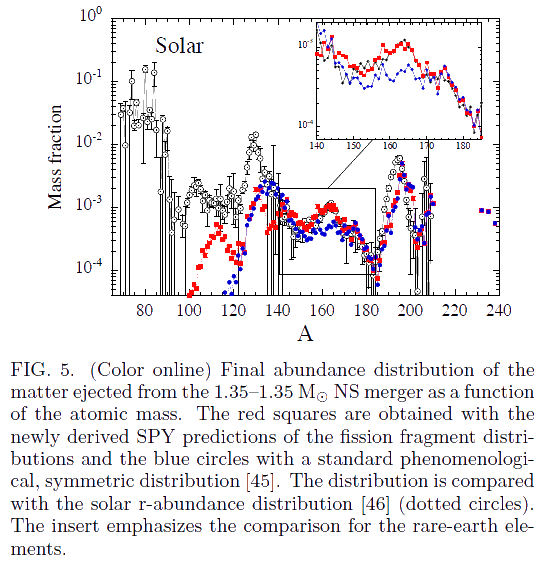 10⁰
10⁻¹
10⁻²
10⁻³
10⁻⁴
Mass fraction
Solar
10⁻³
10⁻⁴
140 150 160 170 180
80 100 120 140 160 180 200 220 240
A
FIG. 5. (Color online) Final abundance distribution of the
matter ejected from the 1.35–1.35 M⊙ NS merger as a function
of the atomic mass. The red squares are obtained with the
newly derived SPY predictions of the fission fragment distri-
butions and the blue circles with a standard phenomenologi-
cal, symmetric distribution [45]. The distribution is compared
with the solar r-abundance distribution [46] (dotted circles).
The insert emphasizes the comparison for the rare-earth ele-
ments.